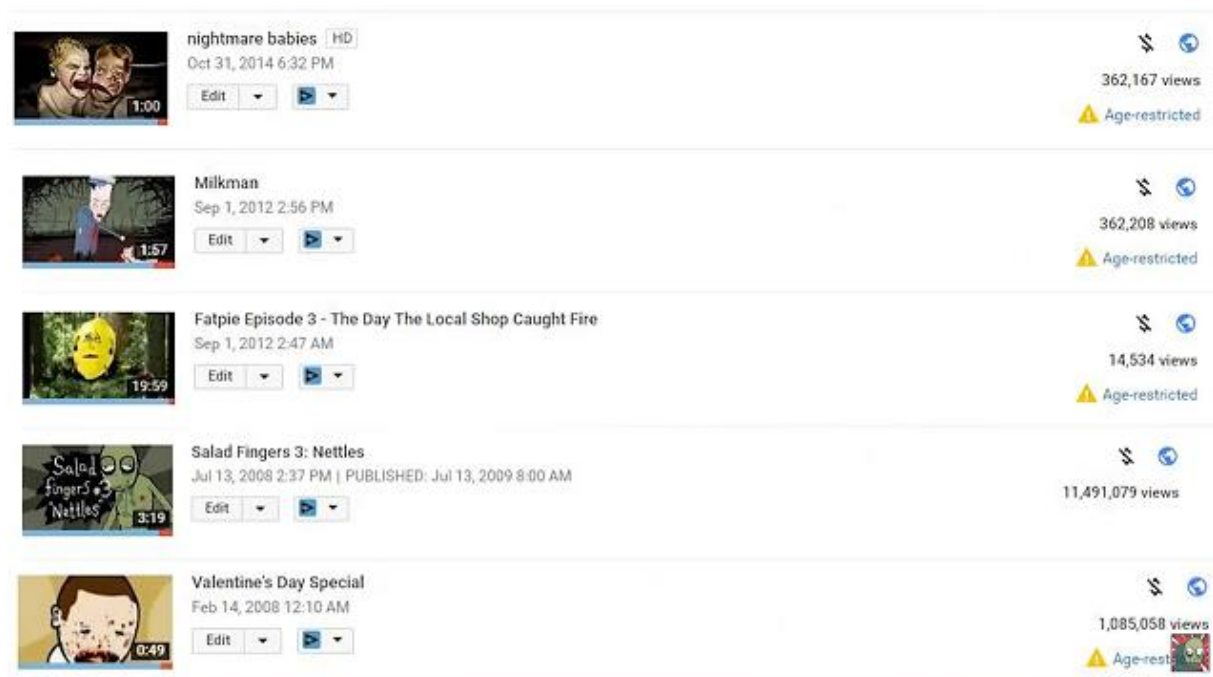 nightmare babies HD
Oct 31, 2014 6:32 PM
1:00
Edit
362,167 views
Age-restricted
Milkman
Sep 1, 2012 2:56 PM
1:57
Edit
362,208 views
Age-restricted
Fatpie Episode 3 - The Day The Local Shop Caught Fire
Sep 1, 2012 2:47 AM
19:59
Edit
14,534 views
Age-restricted
Salad Fingers 3: Nettles
Jul 13, 2008 2:37 PM | PUBLISHED: Jul 13, 2009 8:00 AM
Salad
fingers #3
"Nettles"
3:19
Edit
11,491,079 views
Valentine's Day Special
Feb 14, 2008 12:10 AM
0:49
Edit
1,085,058 views
Age-rest